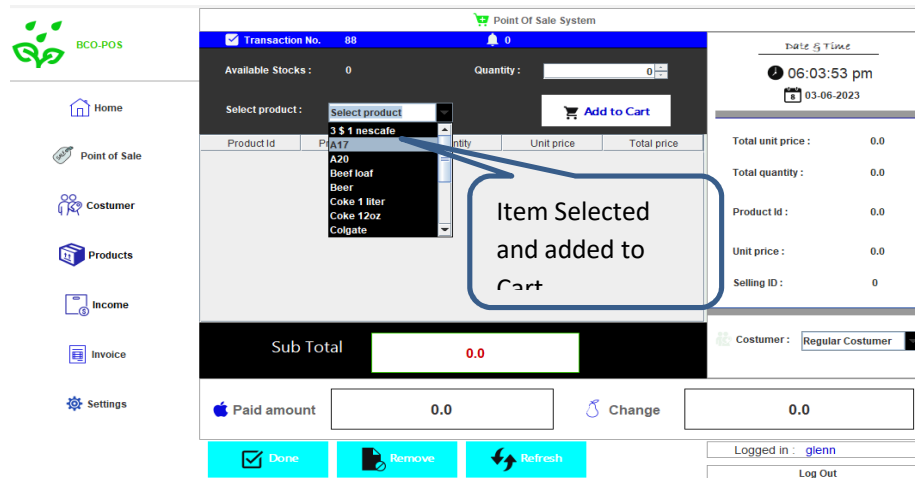 BCO-POS
Home
Point of Sale
Costumer
Products
Income
Invoice
Settings
Point Of Sale System
Transaction No. 88 0
Available Stocks : 0 Quantity : 0
Select product : Select product Add to Cart
3 $ 1 nescafe
A17
A20
Beef loaf
Beer
Coke 1 liter
Coke 12oz
Colgate
Product Id Unit price Total price
Item Selected
and added to
Cart
Sub Total 0.0
Paid amount 0.0 Change 0.0
Done Remove Refresh
Date & Time
06:03:53 pm
8 03-06-2023
Total unit price : 0.0
Total quantity : 0.0
Product Id : 0.0
Unit price : 0.0
Selling ID : 0
Costumer : Regular Costumer
Logged in : glenn
Log Out